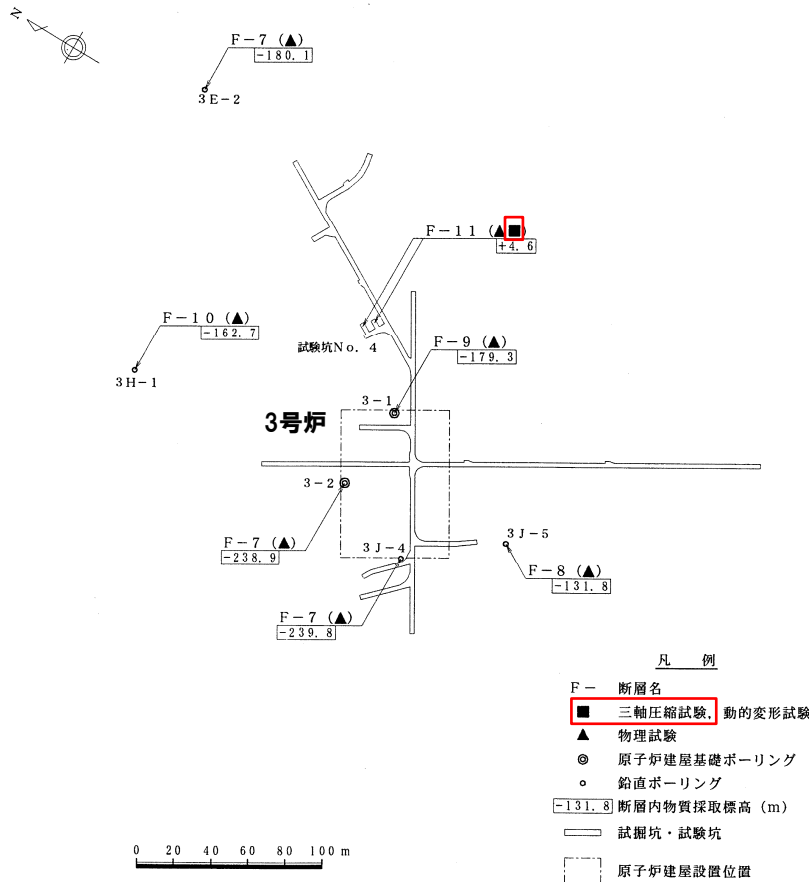 N
F-7 (▲)
-180.1
3E-2
F-11 (▲■)
+4.6
F-10 (▲)
-162.7
試験坑No. 4
F-9 (▲)
-179.3
3H-1
3-1
3号炉
3-2
F-7 (▲)
-238.9
3J-4
3J-5
F-8 (▲)
-131.8
F-7 (▲)
-239.8
凡 例
F- 断層名
■ 三軸圧縮試験, 動的変形試験
▲ 物理試験
◎ 原子炉建屋基礎ボーリング
○ 鉛直ボーリング
-131.8 断層内物質採取標高 (m)
試掘坑・試験坑
原子炉建屋設置位置
0 20 40 60 80 100 m